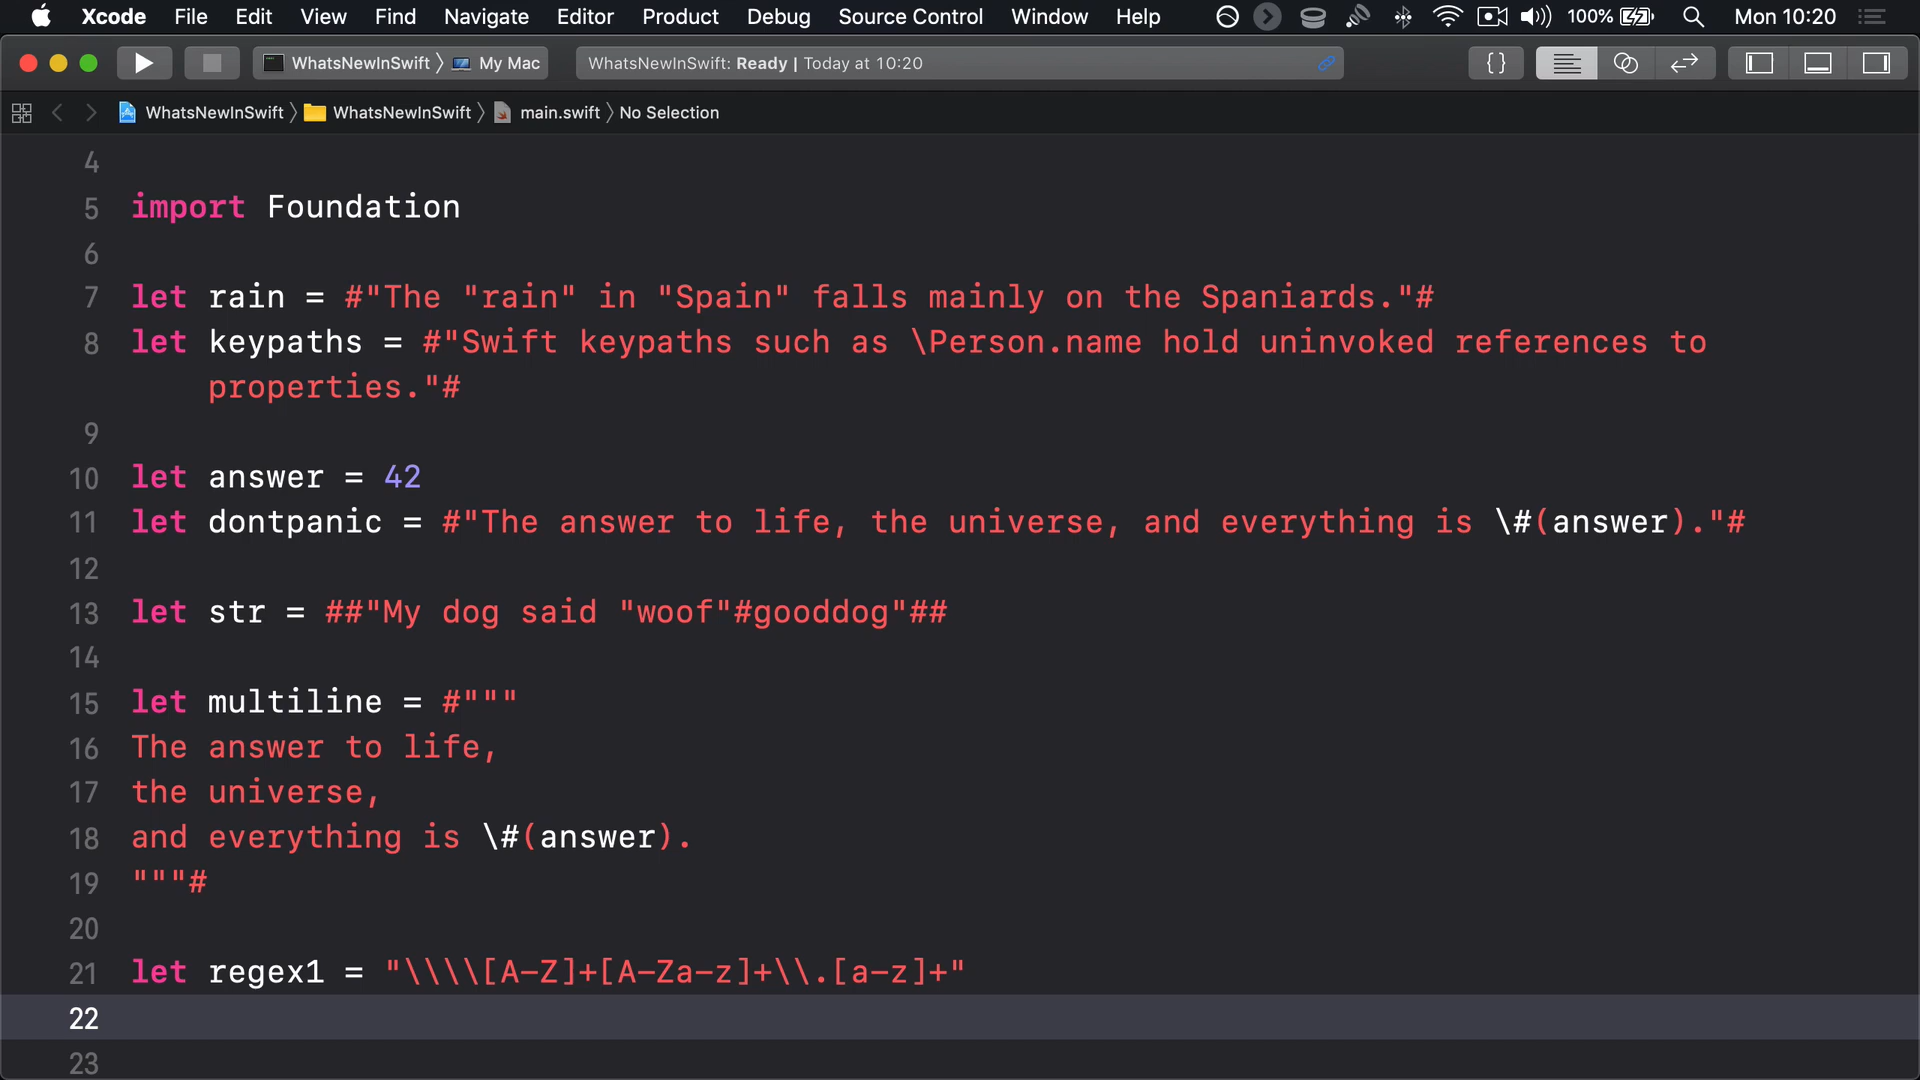 Xcode File Edit View Find Navigate Editor Product Debug Source Control Window Help 100% Mon 10:20
WhatsNewInSwift 〉 My Mac WhatsNewInSwift: Ready | Today at 10:20 {}
WhatsNewInSwift 〉 WhatsNewInSwift 〉 main.swift 〉 No Selection
4
5 import Foundation
6
7 let rain = #"The "rain" in "Spain" falls mainly on the Spaniards."#
8 let keypaths = #"Swift keypaths such as \Person.name hold uninvoked references to
properties."#
9
10 let answer = 42
11 let dontpanic = #"The answer to life, the universe, and everything is \#(answer)."#
12
13 let str = ##"My dog said "woof"#gooddog"##
14
15 let multiline = #"""
16 The answer to life,
17 the universe,
18 and everything is \#(answer).
19 """#
20
21 let regex1 = "\\\\[A-Z]+[A-Za-z]+\\.[a-z]+"
22
23